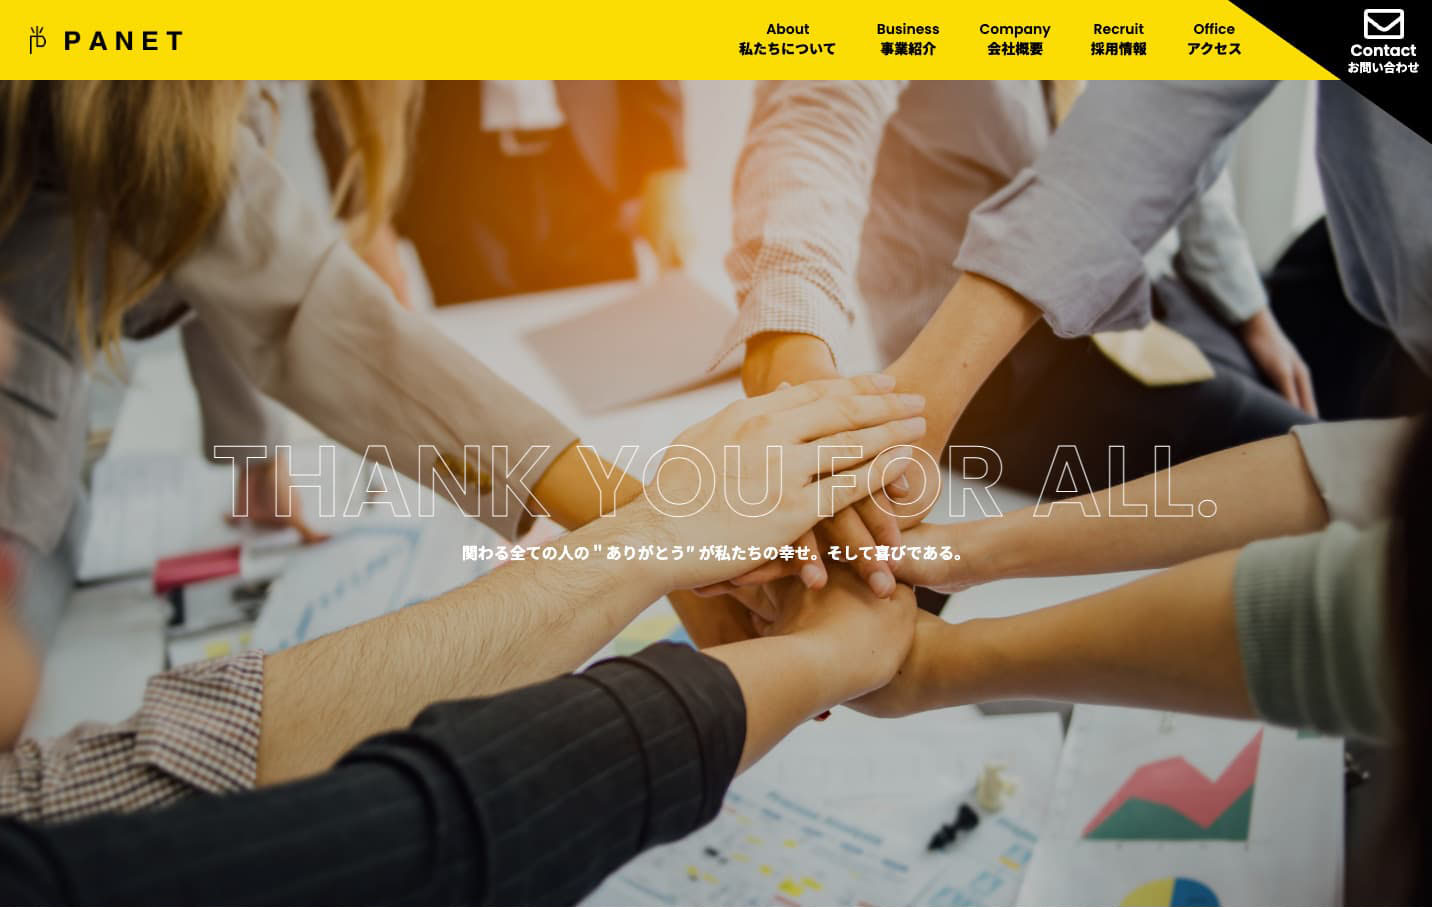 PANET
About
私たちについて
Business
事業紹介
Company
会社概要
Recruit
採用情報
Office
アクセス
Contact
お問い合わせ
THANK YOU FOR ALL.
関わる全ての人の＂ありがとう″が私たちの幸せ。そして喜びである。